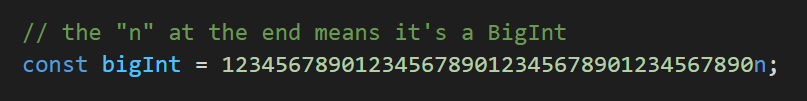 // the "n" at the end means it's a BigInt
const bigInt = 1234567890123456789012345678901234567890n;